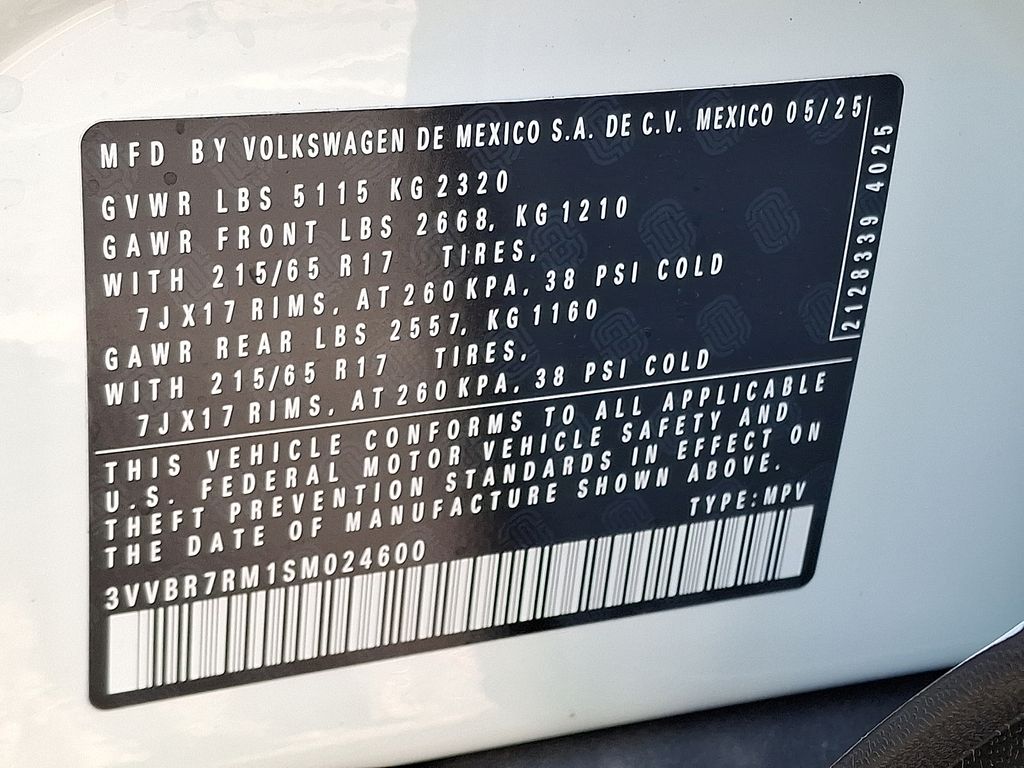 MFD BY VOLKSWAGEN DE MEXICO S.A. DE C.V. MEXICO 05/25
GVWR LBS 5115 KG 2320
GAWR FRONT LBS 2668, KG 1210
WITH 215/65 R17 TIRES,
7JX17 RIMS, AT 260 KPA, 38 PSI COLD
GAWR REAR LBS 2557, KG 1160
WITH 215/65 R17 TIRES,
7JX17 RIMS, AT 260 KPA, 38 PSI COLD
2128339 4025
THIS VEHICLE CONFORMS TO ALL APPLICABLE
U.S. FEDERAL MOTOR VEHICLE SAFETY AND
THEFT PREVENTION STANDARDS IN EFFECT ON
THE DATE OF MANUFACTURE SHOWN ABOVE.
3VVBR7RM1SM024600 TYPE:MPV